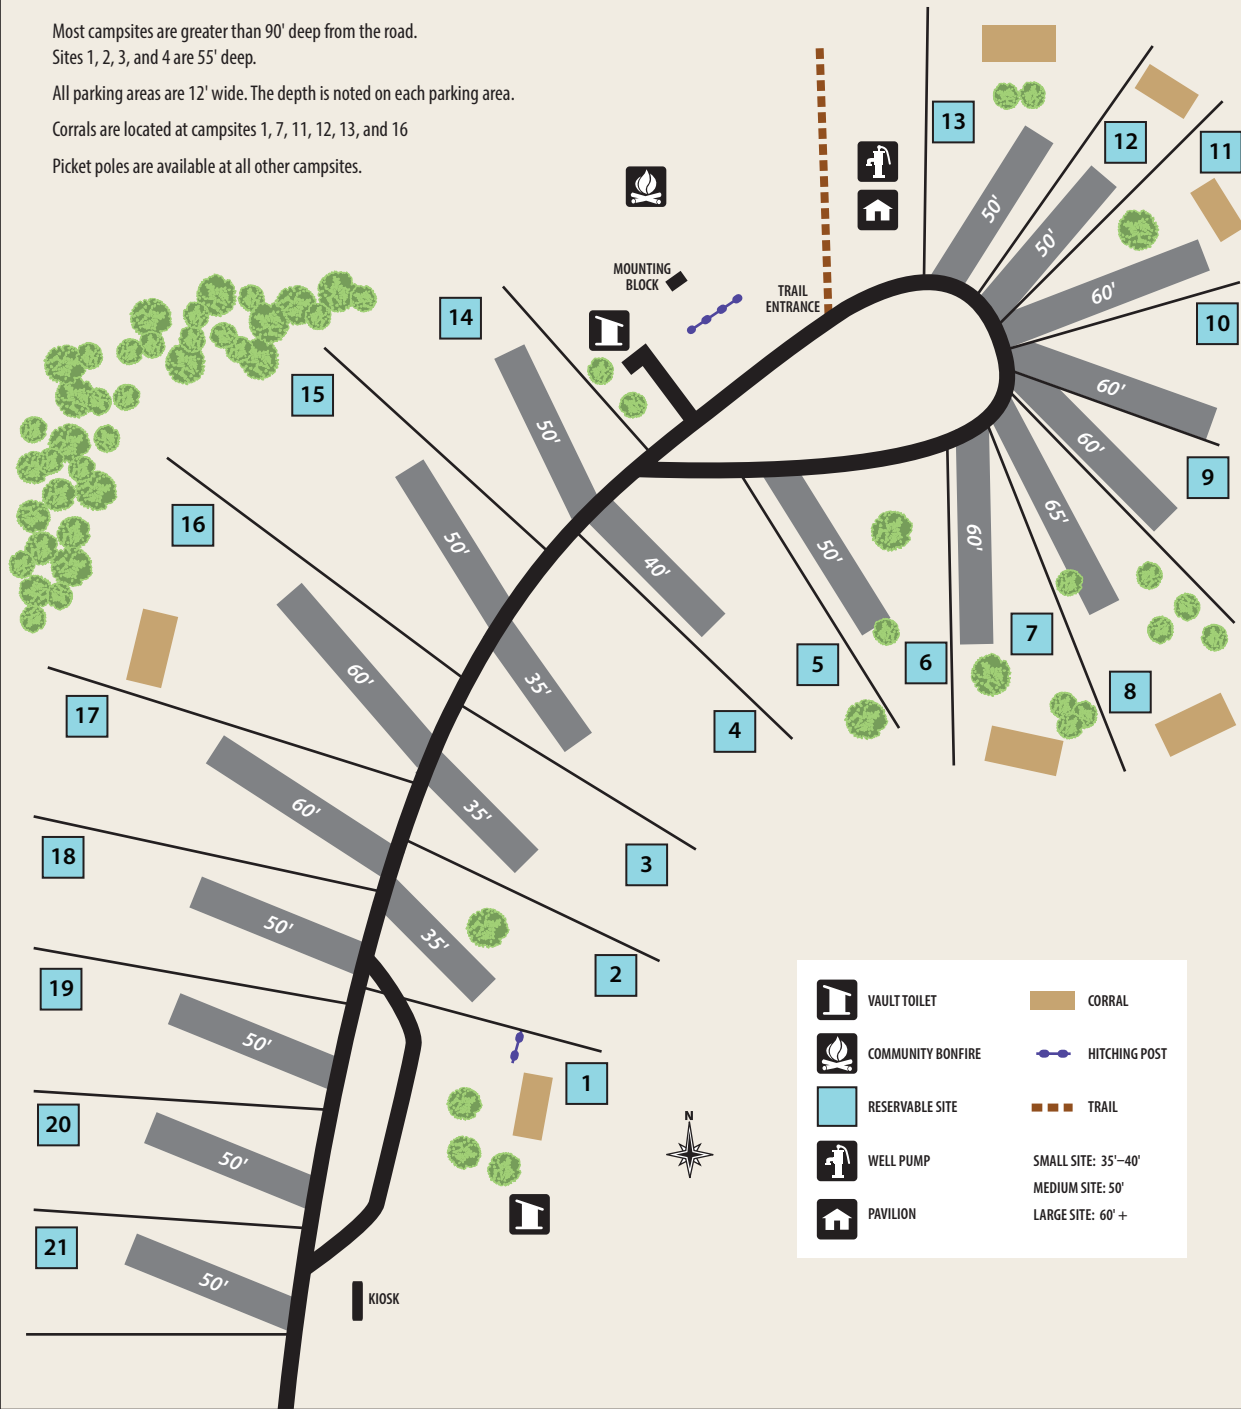 Most campsites are greater than 90' deep from the road.
Sites 1, 2, 3, and 4 are 55' deep.
All parking areas are 12' wide. The depth is noted on each parking area.
Corrals are located at campsites 1, 7, 11, 12, 13, and 16
Picket poles are available at all other campsites.
13
12
11
50'
50'
60'
MOUNTING
BLOCK
TRAIL
ENTRANCE
14
10
15
60'
50'
60'
9
16
50'
65'
60'
50'
40'
7
5
6
8
60'
35'
17
4
60'
35'
18
3
50'
35'
2
19
50'
1
20
50'
21
50'
KIOSK
N
VAULT TOILET
CORRAL
COMMUNITY BONFIRE
HITCHING POST
RESERVABLE SITE
TRAIL
WELL PUMP
PAVILION
SMALL SITE: 35'–40'
MEDIUM SITE: 50'
LARGE SITE: 60' +